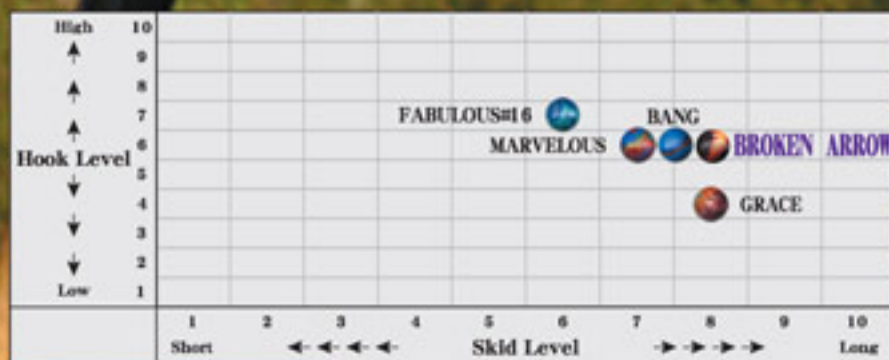 High 10
9
8
7
FABULOUS#16
BANG
MARVELOUS
BROKEN ARROW
6
Hook Level
5
4
GRACE
3
2
Low 1
1 2 3 4 5 6 7 8 9 10
Short Skid Level Long